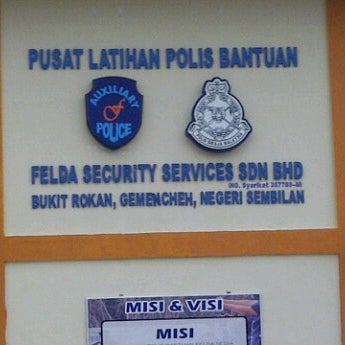 PUSAT LATIHAN POLIS BANTUAN
AUXILIARY
POLICE
FELDA SECURITY SERVICES SDN BHD
BUKIT ROKAN, GEMENCHEH, NEGERI SEMBILAN
MISI & VISI
MISI